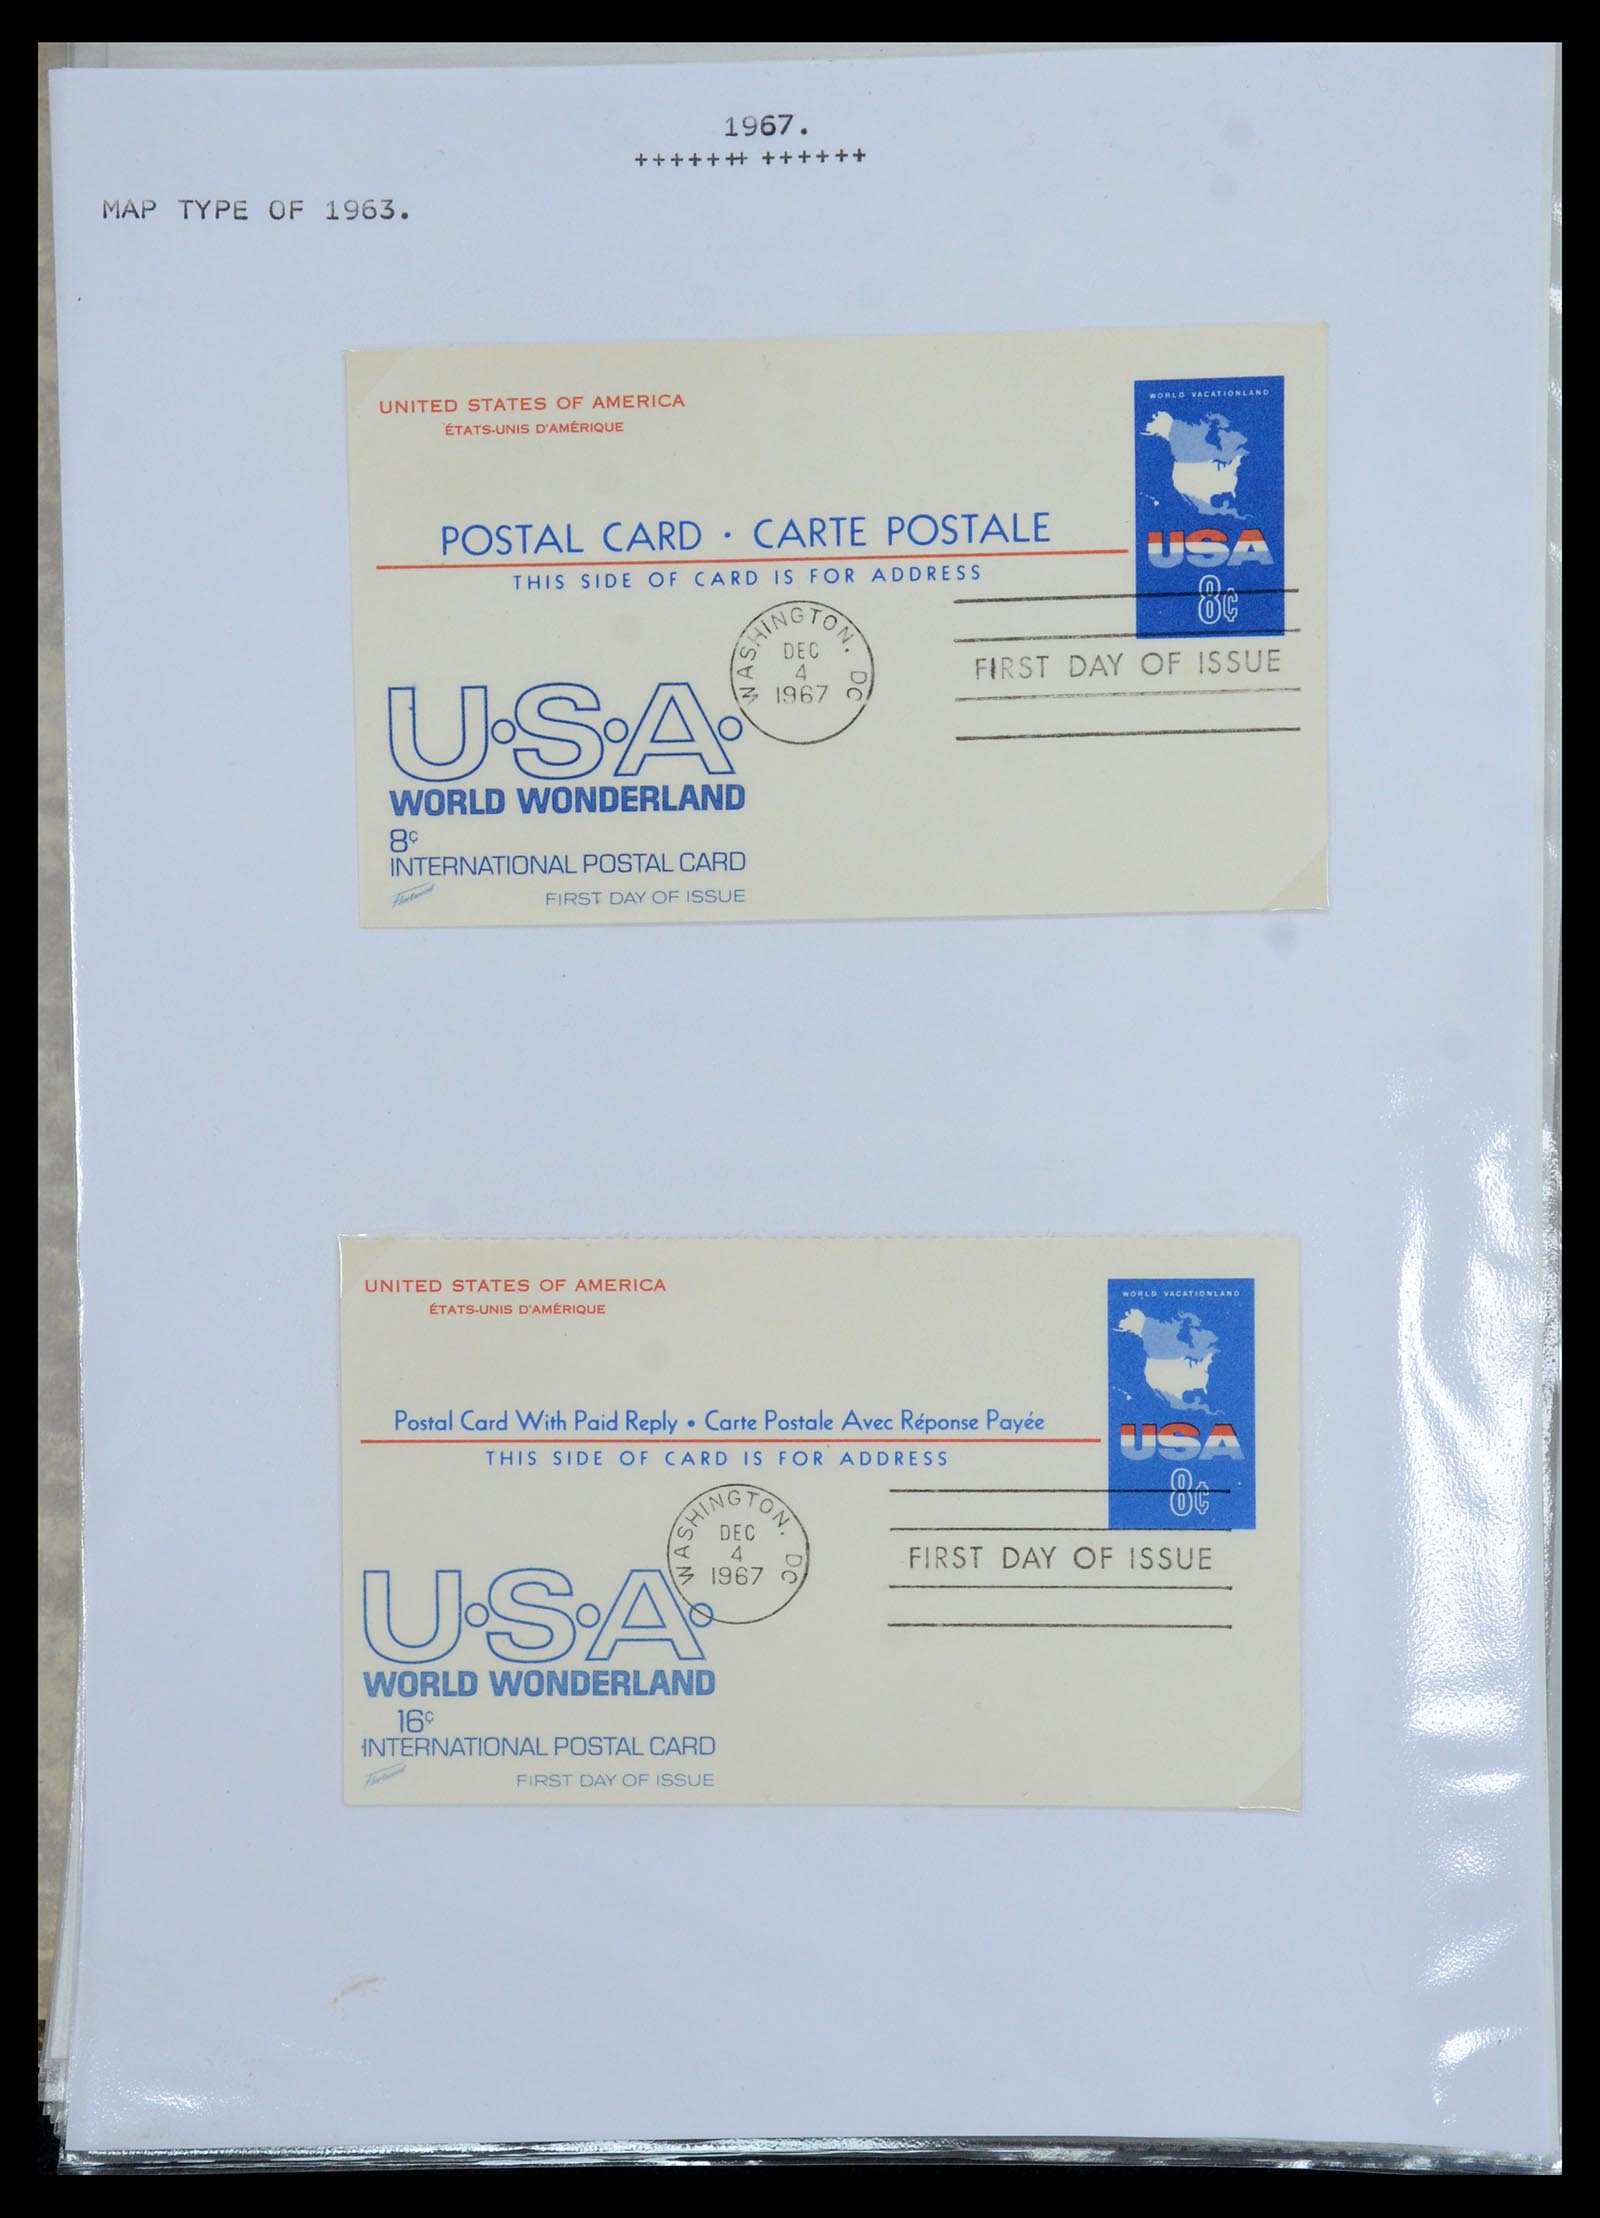 1967.
+++++++ ++++++
MAP TYPE OF 1963.
UNITED STATES OF AMERICA
ÉTATS-UNIS D'AMÉRIQUE
WORLD VACATIONLAND
USA
8¢
POSTAL CARD · CARTE POSTALE
THIS SIDE OF CARD IS FOR ADDRESS
WASHINGTON, DC
DEC
4
1967
FIRST DAY OF ISSUE
U.S.A.
WORLD WONDERLAND
8¢
INTERNATIONAL POSTAL CARD
Fleetwood
FIRST DAY OF ISSUE
UNITED STATES OF AMERICA
ÉTATS-UNIS D'AMÉRIQUE
WORLD VACATIONLAND
USA
8¢
Postal Card With Paid Reply • Carte Postale Avec Réponse Payée
THIS SIDE OF CARD IS FOR ADDRESS
WASHINGTON, DC
DEC
4
1967
FIRST DAY OF ISSUE
U.S.A.
WORLD WONDERLAND
16¢
INTERNATIONAL POSTAL CARD
Fleetwood
FIRST DAY OF ISSUE